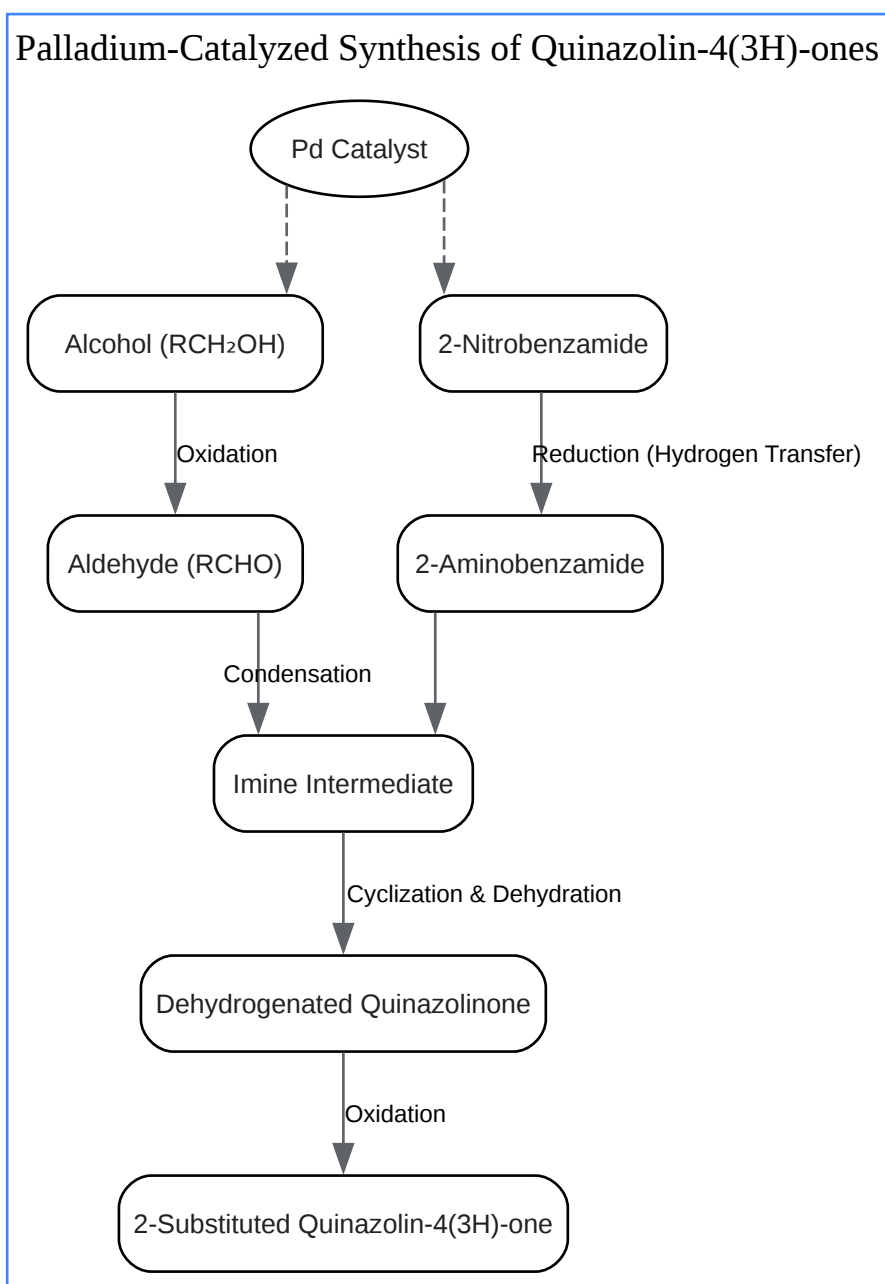 Palladium-Catalyzed Synthesis of Quinazolin-4(3H)-ones
Pd Catalyst
Alcohol (RCH₂OH)
2-Nitrobenzamide
Oxidation
Reduction (Hydrogen Transfer)
Aldehyde (RCHO)
2-Aminobenzamide
Condensation
Imine Intermediate
Cyclization & Dehydration
Dehydrogenated Quinazolinone
Oxidation
2-Substituted Quinazolin-4(3H)-one